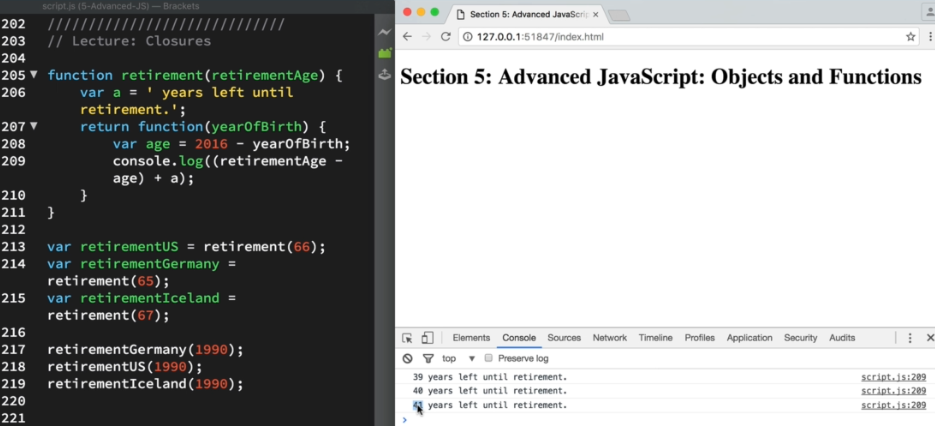 script.js (5-Advanced-JS) — Brackets
202 /////////////////////////////
203 // Lecture: Closures
204
205 function retirement(retirementAge) {
206 var a = ' years left until
retirement.';
207 return function(yearOfBirth) {
208 var age = 2016 - yearOfBirth;
209 console.log((retirementAge -
age) + a);
210 }
211 }
212
213 var retirementUS = retirement(66);
214 var retirementGermany =
retirement(65);
215 var retirementIceland =
retirement(67);
216
217 retirementGermany(1990);
218 retirementUS(1990);
219 retirementIceland(1990);
220
221
Section 5: Advanced JavaScri
127.0.0.1:51847/index.html
Section 5: Advanced JavaScript: Objects and Functions
Elements Console Sources Network Timeline Profiles Application Security Audits
top Preserve log
39 years left until retirement. script.js:209
40 years left until retirement. script.js:209
41 years left until retirement. script.js:209